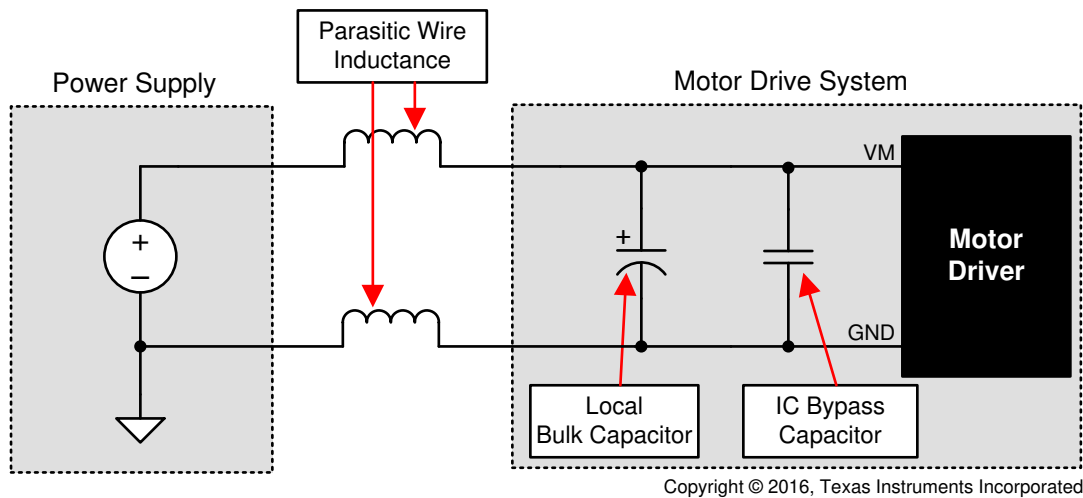 Parasitic Wire
Inductance
Power Supply
Motor Drive System
VM
+
–
+
Motor
Driver
GND
Local
Bulk Capacitor
IC Bypass
Capacitor
Copyright © 2016, Texas Instruments Incorporated